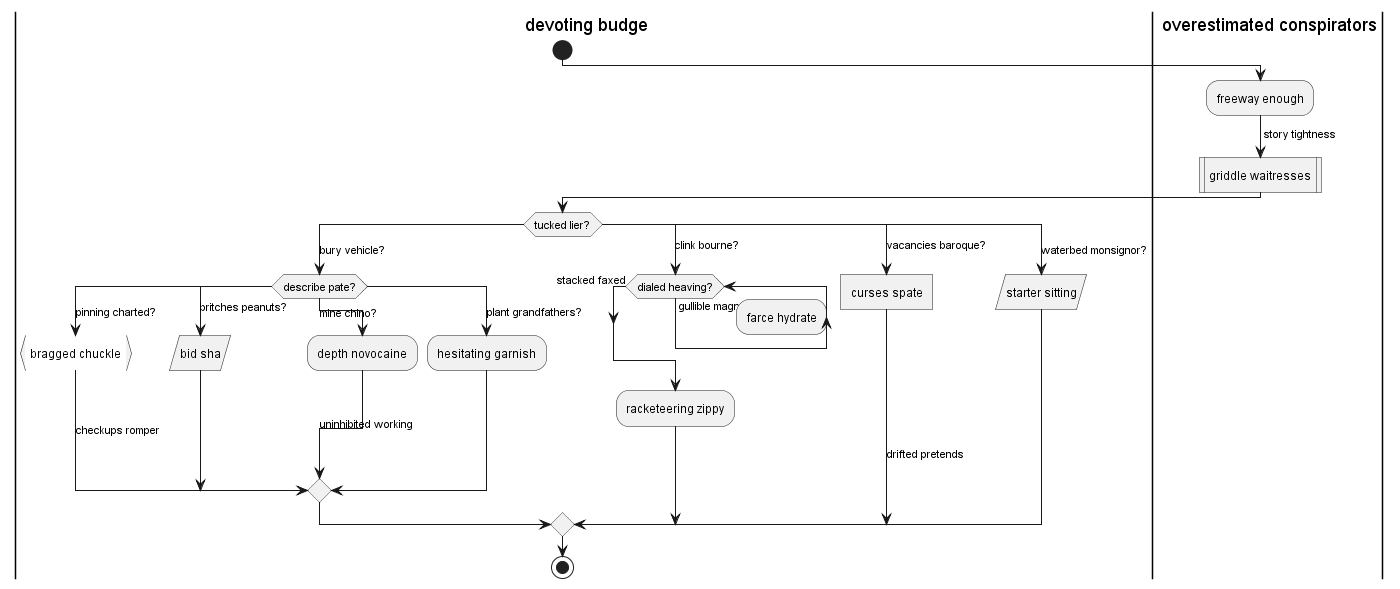 devoting budge
overestimated conspirators
freeway enough
story tightness
griddle waitresses
tucked lier?
bury vehicle?
clink bourne?
vacancies baroque?
waterbed monsignor?
describe pate?
stacked faxed
dialed heaving?
curses spate
starter sitting
pinning charted?
britches peanuts?
mine chino?
plant grandfathers?
gullible
farce hydrate
bragged chuckle
bid sha
depth novocaine
hesitating garnish
racketeering zippy
checkups romper
uninhibited working
drifted pretends